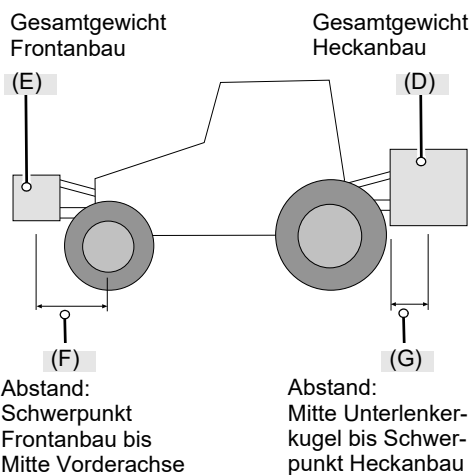 Gesamtgewicht
Frontanbau
(E)
Gesamtgewicht
Heckanbau
(D)
(F)
Abstand:
Schwerpunkt
Frontanbau bis
Mitte Vorderachse
(G)
Abstand:
Mitte Unterlenker-
kugel bis Schwer-
punkt Heckanbau